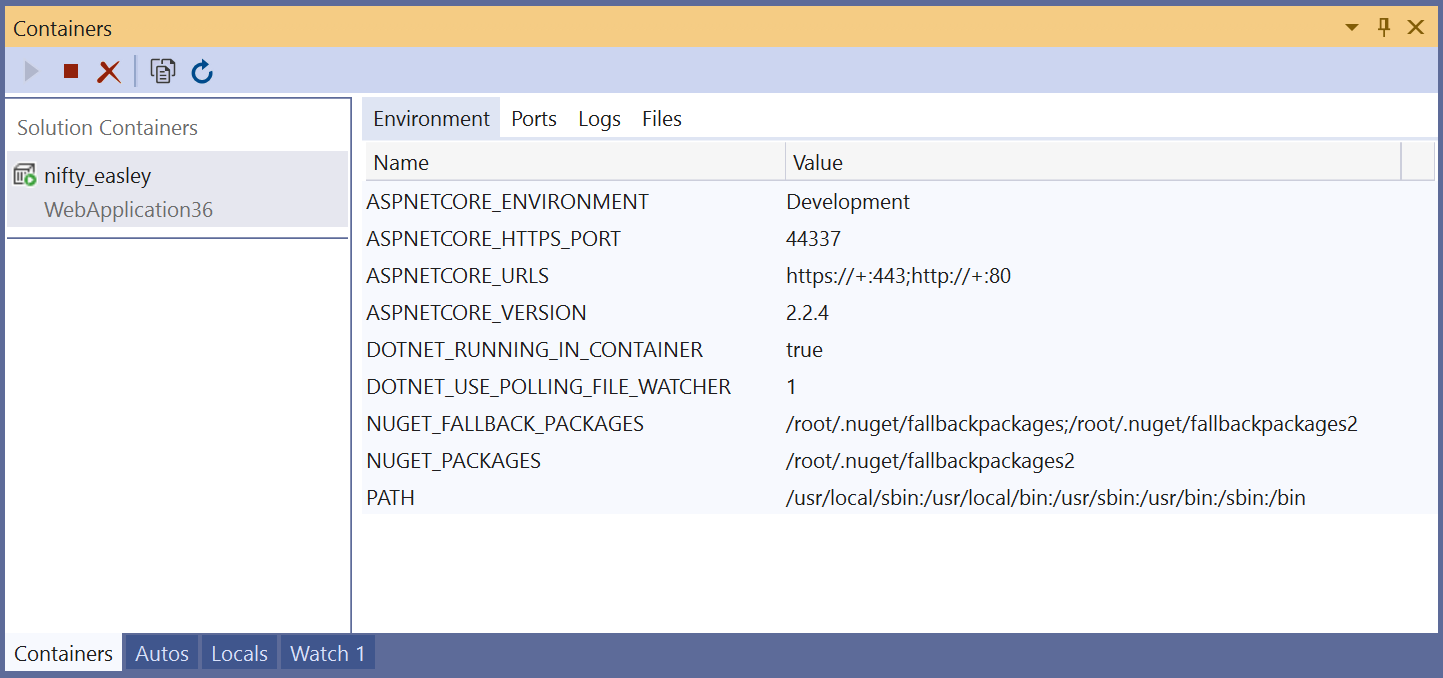 Containers
Solution Containers
nifty_easley
WebApplication36
Environment Ports Logs Files
Name Value
ASPNETCORE_ENVIRONMENT Development
ASPNETCORE_HTTPS_PORT 44337
ASPNETCORE_URLS https://+:443;http://+:80
ASPNETCORE_VERSION 2.2.4
DOTNET_RUNNING_IN_CONTAINER true
DOTNET_USE_POLLING_FILE_WATCHER 1
NUGET_FALLBACK_PACKAGES /root/.nuget/fallbackpackages;/root/.nuget/fallbackpackages2
NUGET_PACKAGES /root/.nuget/fallbackpackages2
PATH /usr/local/sbin:/usr/local/bin:/usr/sbin:/usr/bin:/sbin:/bin
Containers Autos Locals Watch 1